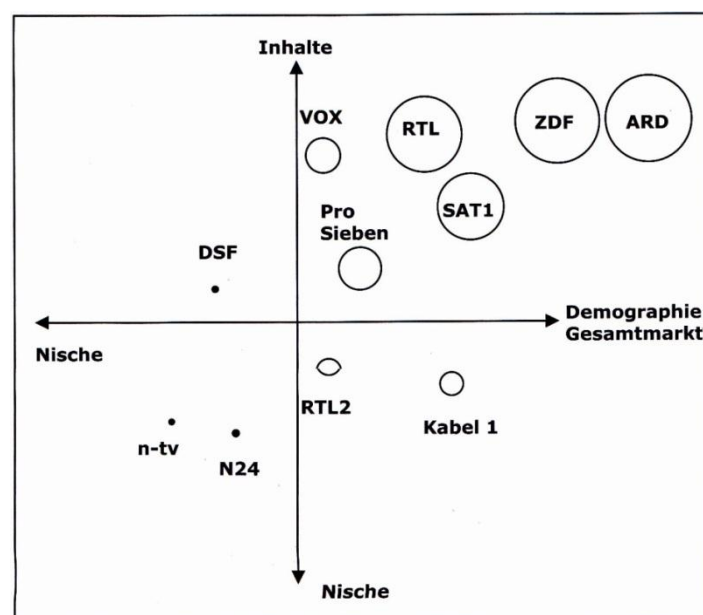 Inhalte
VOX
RTL
ZDF
ARD
SAT1
Pro
Sieben
DSF
Demographie
Gesamtmarkt
Nische
RTL2
Kabel 1
n-tv
N24
Nische